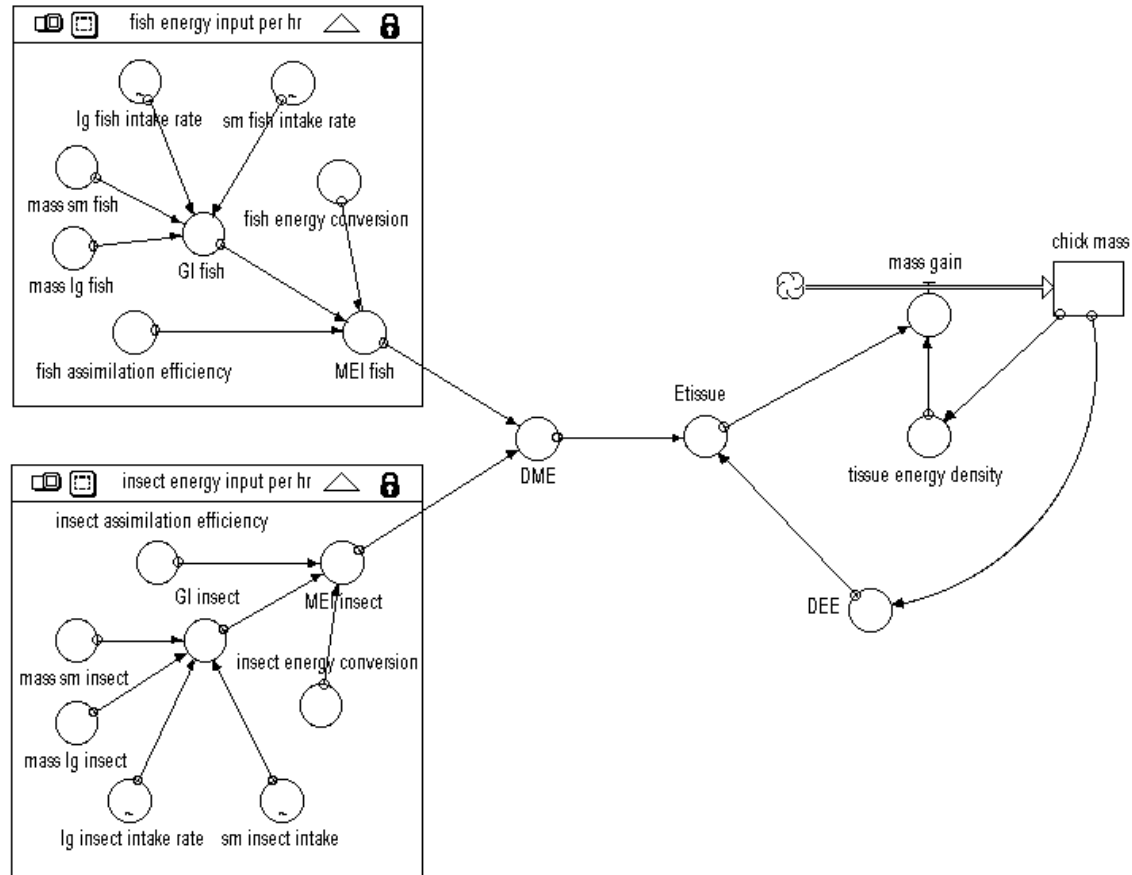 fish energy input per hr
lg fish intake rate
sm fish intake rate
mass sm fish
fish energy conversion
GI fish
mass lg fish
fish assimilation efficiency
MEI fish
chick mass
mass gain
Etissue
tissue energy density
DME
DEE
insect energy input per hr
insect assimilation efficiency
GI insect
MEI insect
mass sm insect
insect energy conversion
mass lg insect
lg insect intake rate
sm insect intake